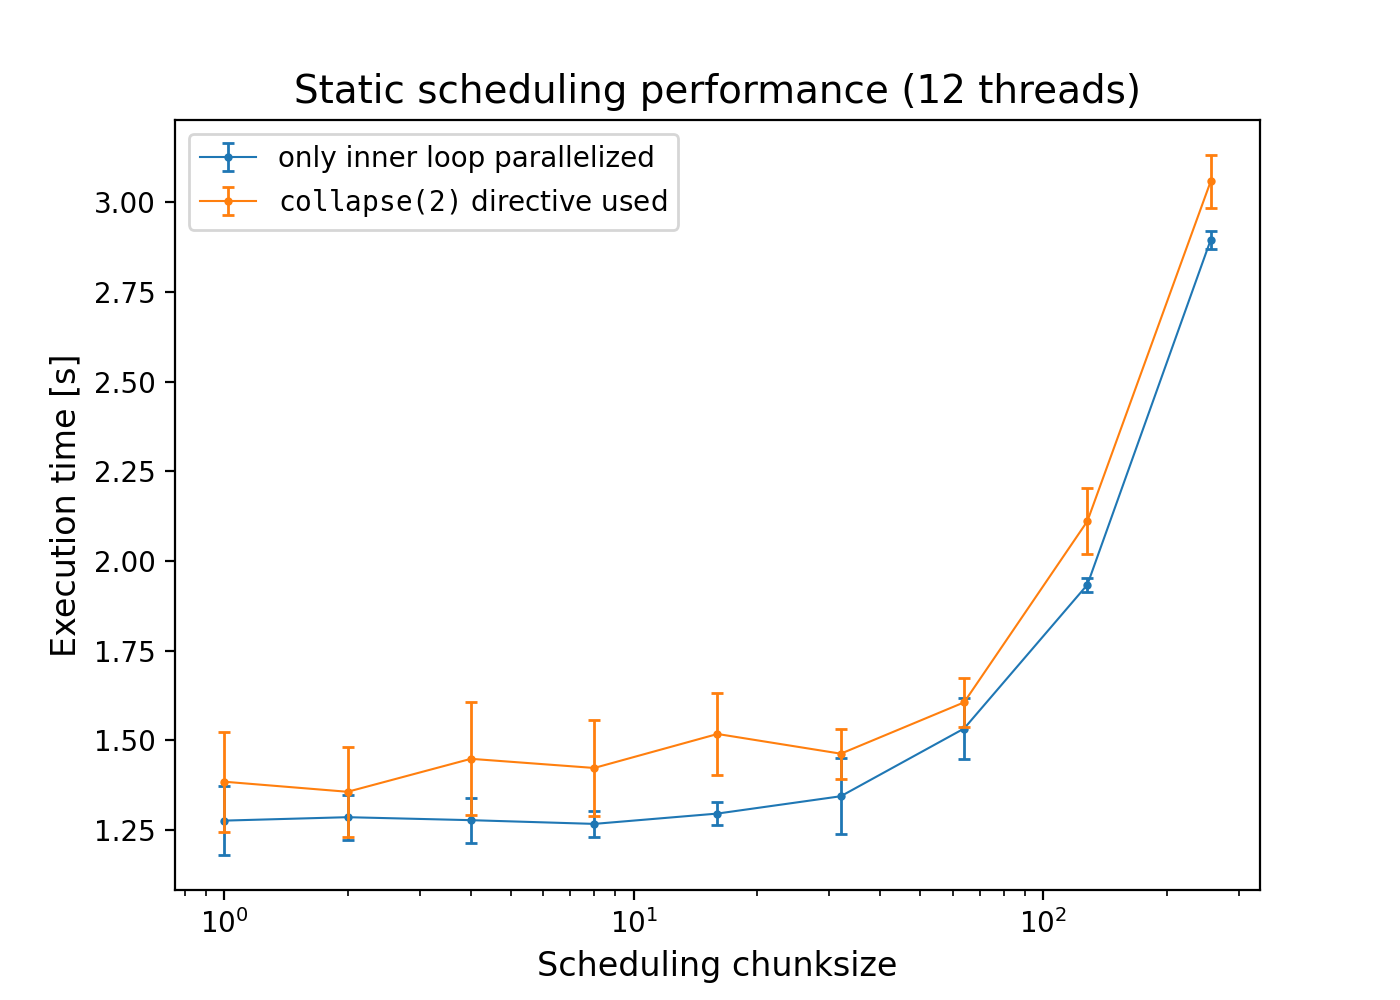 Static scheduling performance (12 threads)
only inner loop parallelized
collapse(2) directive used
Execution time [s]
3.00
2.75
2.50
2.25
2.00
1.75
1.50
1.25
10⁰ 10¹ 10²
Scheduling chunksize